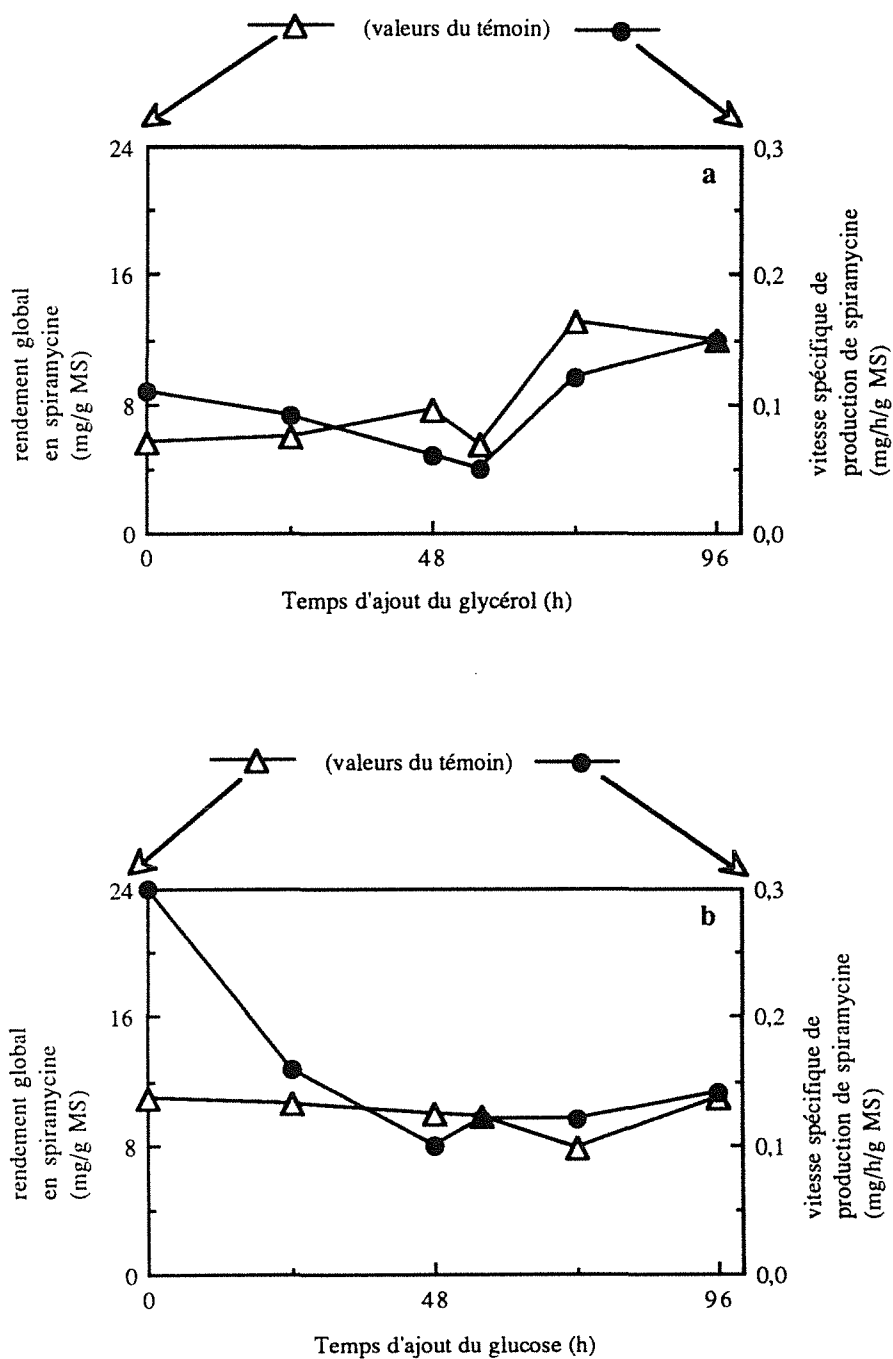 (valeurs du témoin)
a
rendement global
en spiramycine
(mg/g MS)
24
16
8
0
0,3
0,2
0,1
0,0
vitesse spécifique de
production de spiramycine
(mg/h/g MS)
0 48 96
Temps d'ajout du glycérol (h)
(valeurs du témoin)
b
rendement global
en spiramycine
(mg/g MS)
24
16
8
0
0,3
0,2
0,1
0,0
vitesse spécifique de
production de spiramycine
(mg/h/g MS)
0 48 96
Temps d'ajout du glucose (h)